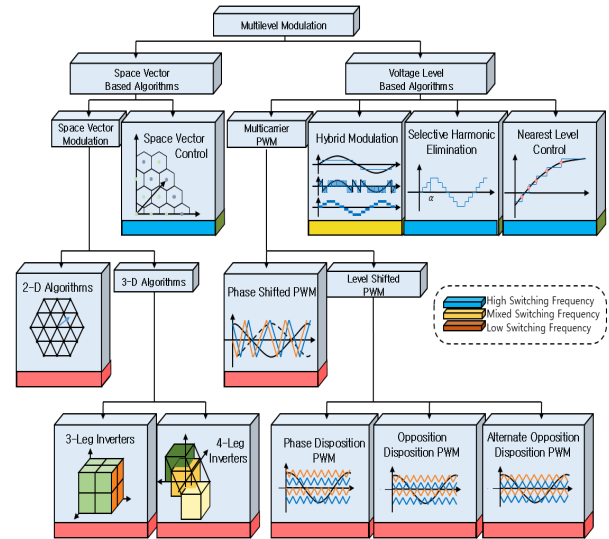 Multilevel Modulation
Space Vector
Based Algorithms
Voltage Level
Based Algorithms
Space Vector
Modulation
Space Vector
Control
Multicarrier
PWM
Hybrid Modulation
Selective Harmonic
Elimination
α
Nearest Level
Control
2-D Algorithms
3-D Algorithms
Phase Shifted PWM
Level Shifted
PWM
High Switching Frequency
Mixed Switching Frequency
Low Switching Frequency
3-Leg Inverters
4-Leg
Inverters
Phase Disposition
PWM
Opposition
Disposition PWM
Alternate Opposition
Disposition PWM